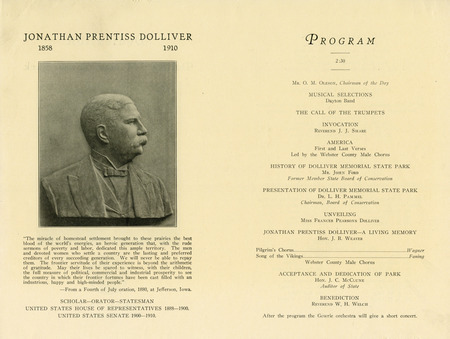 JONATHAN PRENTISS DOLLIVER
1858 1910
"The miracle of homestead settlement brought to these prairies the best
blood of the world's energies, an heroic generation that, with the rude
of poverty and labor, dedicated this ample territory. The men
and devoted women who settle a country are the lasting and preferred
creditors of every succeeding generation. We will never be able to repay
them. The frontier servitude of their experience is beyond the arithmetic
of gratitude. May their lives be spared to witness, with their children,
the full measure of political, commercial and industrial prosperity to see
the country in which their fortunes have been cast filled with an
industrious, happy and high-minded people."
—From a Fourth of July oration, 1880, at Jefferson, Iowa.
SCHOLAR—ORATOR—STATESMAN
UNITED STATES HOUSE OF REPRESENTATIVES 1888—1900.
UNITED STATES SENATE 1900—1910.
PROGRAM
2:30
MR. O. M. Chairman of the Day
MUSICAL SELECTIONS
Dayton Band
THE CALL OF THE TRUMPETS
INVOCATION
REVEREND J. J. SHARE
AMERICA
First and Last Verses
Led by the Webster County Male Chorus
HISTORY OF DOLLIVER MEMORIAL STATE PARK
MR. JOHN FORD
Former Member State Board of Conservation
PRESENTATION OF DOLLIVER MEMORIAL STATE PARK
DR. L. H. PAMMEL
Chairman, Board of Conservation
UNVEILING
MISS FRANCES PEARSONS DOLLIVER
JONATHAN PRENTISS DOLLIVER—A LIVING MEMORY
HON. J. B. WEAVER
Pilgrim's Chorus Wagner
Song of the Vikings Faning
Webster County Male Chorus
ACCEPTANCE AND DEDICATION OF PARK
HON. J. C. MCCLUNE
Auditor of State
BENEDICTION
REVEREND W. H. WELCH
After the program the Goneric orchestra will give a short concert.